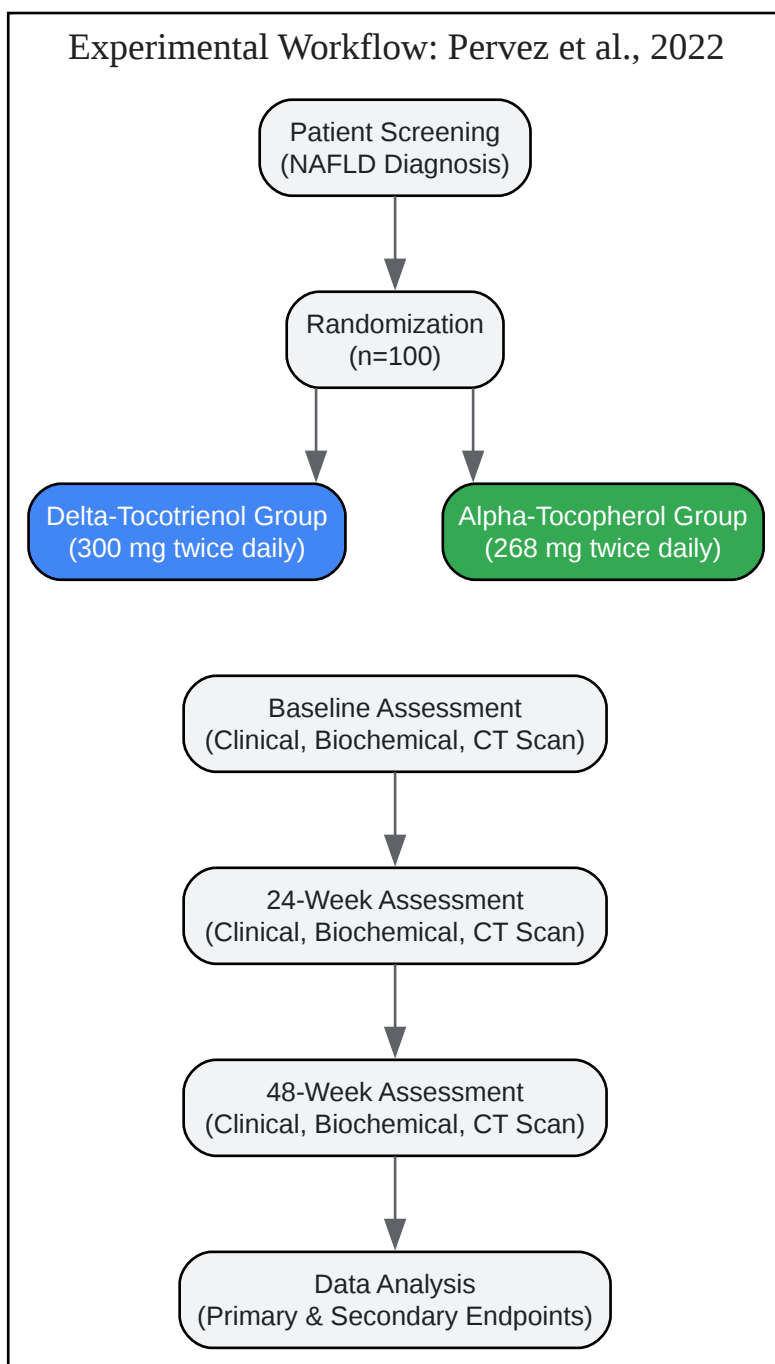 Experimental Workflow: Pervez et al., 2022
Patient Screening
(NAFLD Diagnosis)
Randomization
(n=100)
Delta-Tocotrienol Group
(300 mg twice daily)
Alpha-Tocopherol Group
(268 mg twice daily)
Baseline Assessment
(Clinical, Biochemical, CT Scan)
24-Week Assessment
(Clinical, Biochemical, CT Scan)
48-Week Assessment
(Clinical, Biochemical, CT Scan)
Data Analysis
(Primary & Secondary Endpoints)